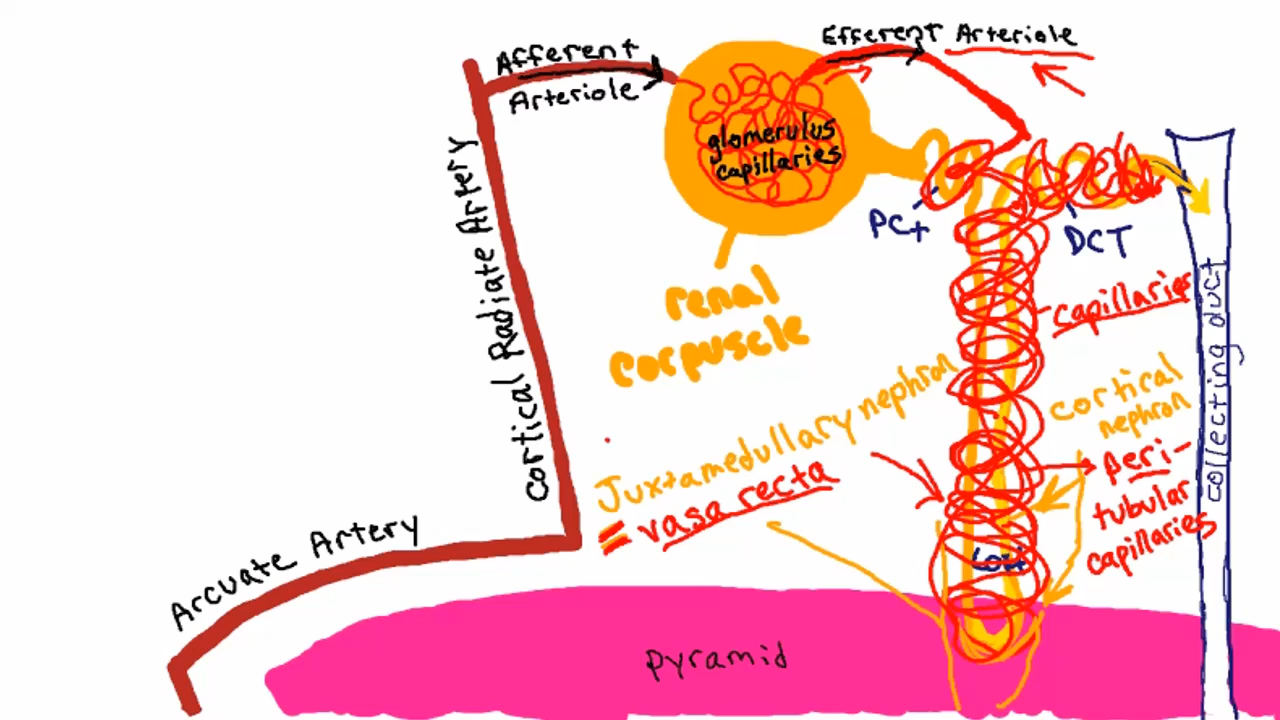 Afferent
Arteriole
Efferent Arteriole
glomerulus
capillaries
PCT
DCT
Cortical Radiate Artery
renal
corpuscle
capillaries
collecting duct
Juxtamedullary nephron
= vasa recta
cortical
nephron
peri-
tubular
capillaries
LOH
Arcuate Artery
pyramid